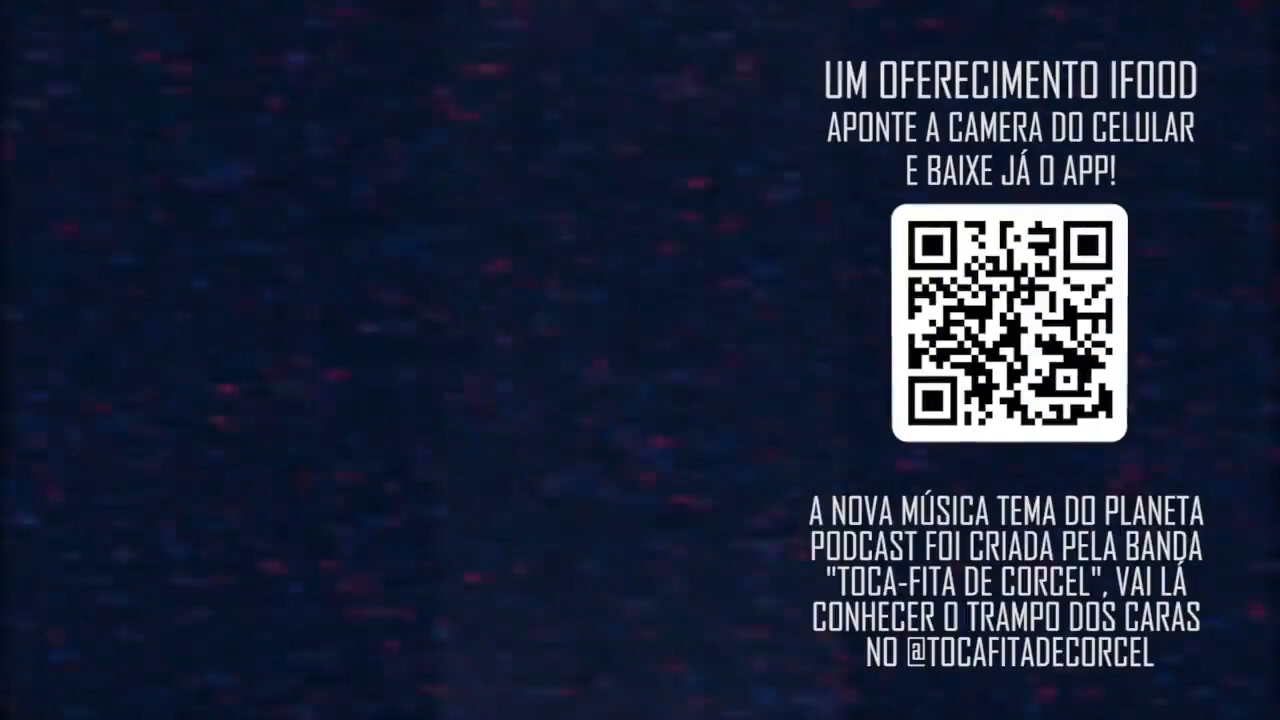 UM OFERECIMENTO IFOOD
APONTE A CAMERA DO CELULAR
E BAIXE JÁ O APP!
A NOVA MÚSICA TEMA DO PLANETA
PODCAST FOI CRIADA PELA BANDA
"TOCA-FITA DE CORCEL", VAI LÁ
CONHECER O TRAMPO DOS CARAS
NO @TOCAFITADECORCEL